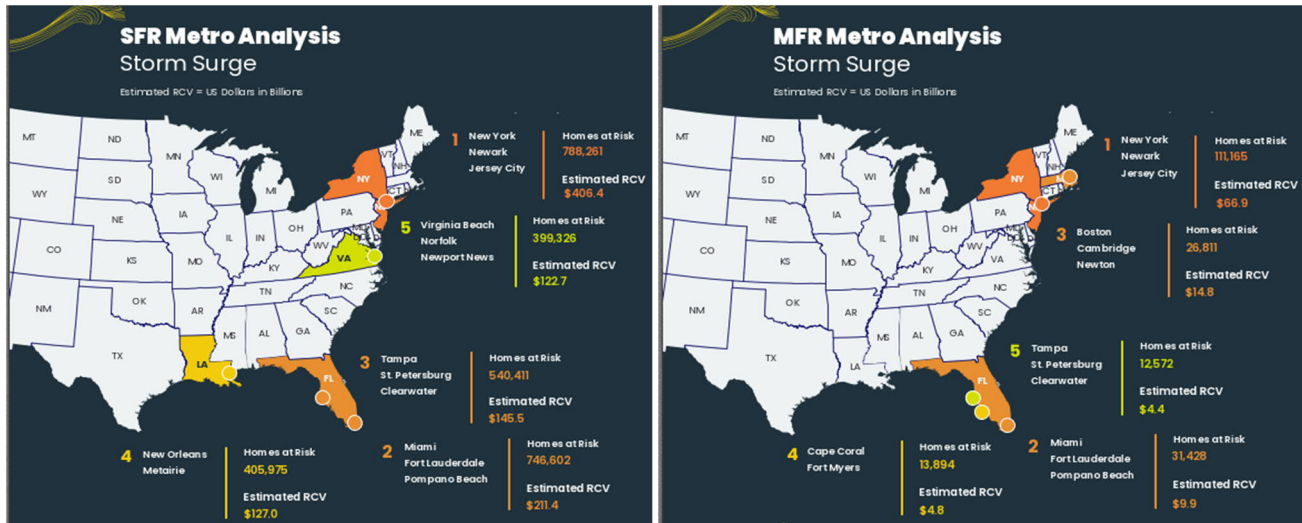 SFR Metro Analysis
Storm Surge
Estimated RCV = US Dollars in Billions
MT
ND
MN
ME
SD
WI
VT
NH
WY
MI
NY
CT
NE
IA
PA
IL
IN
OH
CO
KS
MO
WV
VA
KY
NM
OK
AR
TN
NC
SC
MS
AL
GA
TX
LA
FL
1 New York
Newark
Jersey City
Homes at Risk
788,261
Estimated RCV
$406.4
5 Virginia Beach
Norfolk
Newport News
Homes at Risk
399,326
Estimated RCV
$122.7
3 Tampa
St. Petersburg
Clearwater
Homes at Risk
540,411
Estimated RCV
$145.5
4 New Orleans
Metairie
Homes at Risk
405,975
Estimated RCV
$127.0
2 Miami
Fort Lauderdale
Pompano Beach
Homes at Risk
746,602
Estimated RCV
$211.4
MFR Metro Analysis
Storm Surge
Estimated RCV = US Dollars in Billions
MT
ND
MN
ME
SD
WI
VT
NH
WY
MI
NY
CT
NE
IA
PA
IL
IN
OH
CO
KS
MO
WV
VA
KY
NM
OK
AR
TN
NC
SC
MS
AL
GA
TX
LA
FL
1 New York
Newark
Jersey City
Homes at Risk
111,165
Estimated RCV
$66.9
3 Boston
Cambridge
Newton
Homes at Risk
26,811
Estimated RCV
$14.8
5 Tampa
St. Petersburg
Clearwater
Homes at Risk
12,572
Estimated RCV
$4.4
4 Cape Coral
Fort Myers
Homes at Risk
13,894
Estimated RCV
$4.8
2 Miami
Fort Lauderdale
Pompano Beach
Homes at Risk
31,428
Estimated RCV
$9.9